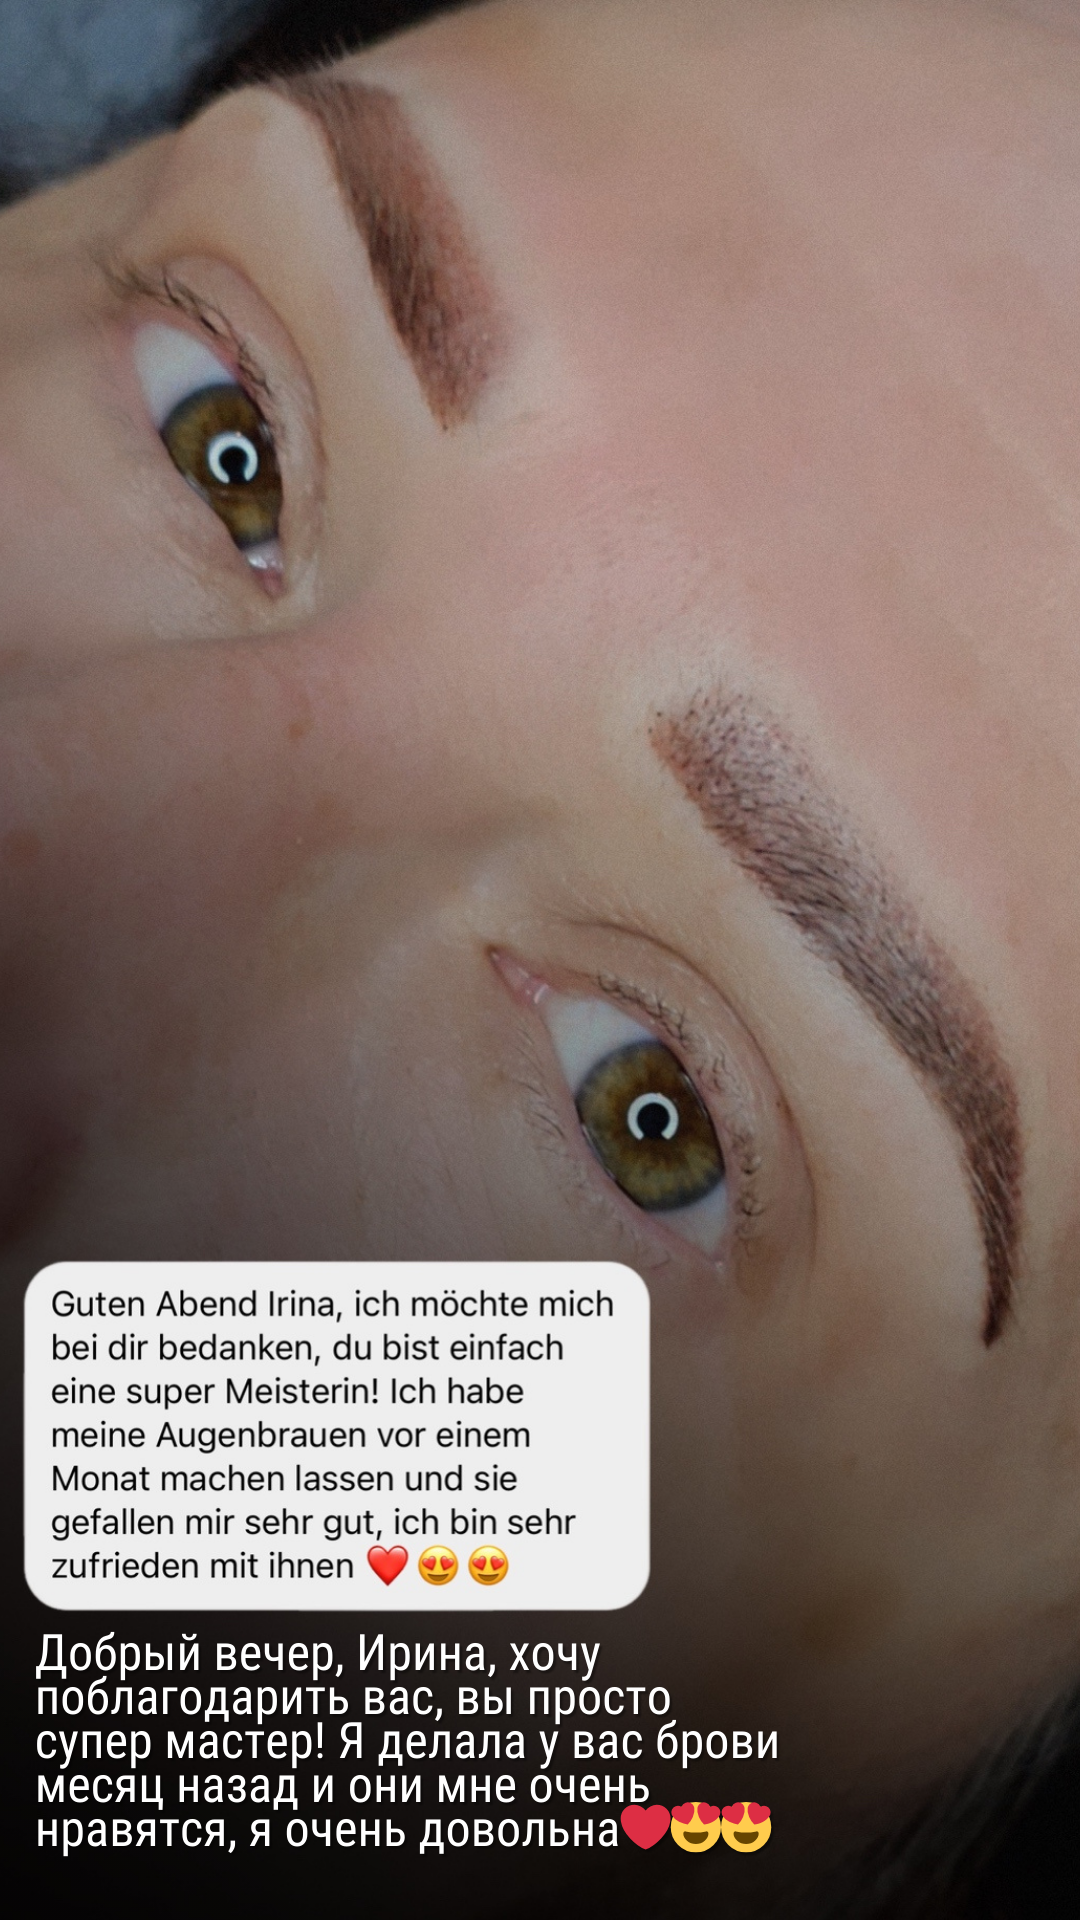 Guten Abend Irina, ich möchte mich
bei dir bedanken, du bist einfach
eine super Meisterin! Ich habe
meine Augenbrauen vor einem
Monat machen lassen und sie
gefallen mir sehr gut, ich bin sehr
zufrieden mit ihnen ❤️😍😍
Добрый вечер, Ирина, хочу
поблагодарить вас, вы просто
супер мастер! Я делала у вас брови
месяц назад и они мне очень
нравятся, я очень довольна❤️😍😍